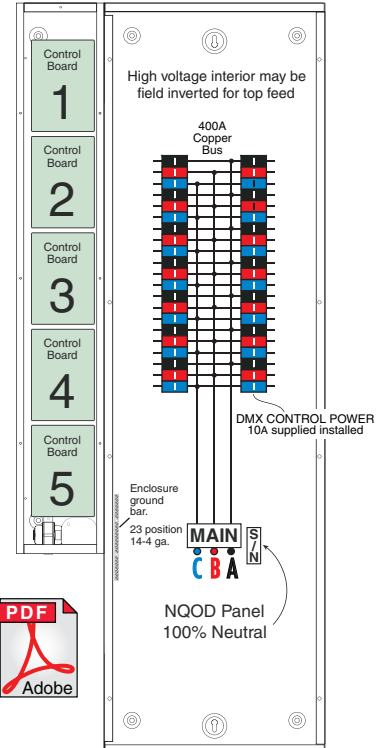 Control
Board
1
Control
Board
2
Control
Board
3
Control
Board
4
Control
Board
5
High voltage interior may be
field inverted for top feed
400A
Copper
Bus
DMX CONTROL POWER
10A supplied installed
Enclosure
ground
bar.
23 position
14-4 ga.
MAIN
S/N
C B A
NQOD Panel
100% Neutral
PDF
Adobe